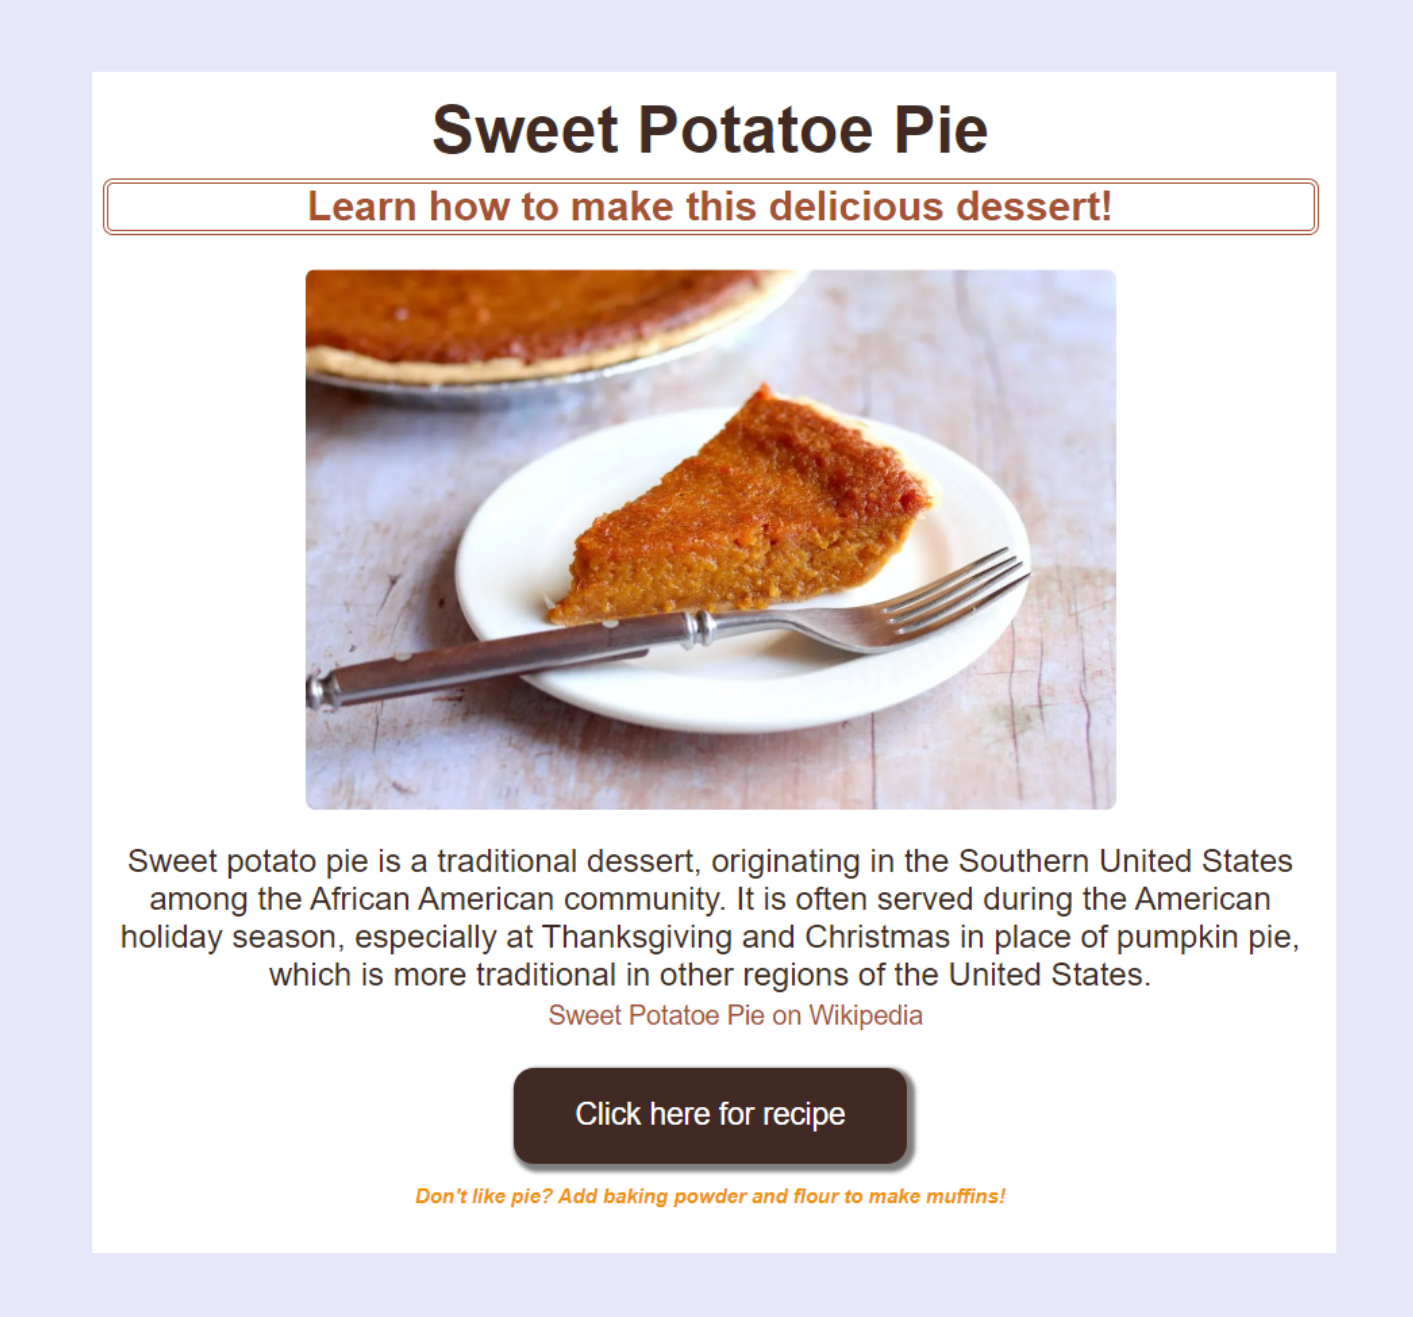 Sweet Potatoe Pie
Learn how to make this delicious dessert!
Sweet potato pie is a traditional dessert, originating in the Southern United States
among the African American community. It is often served during the American
holiday season, especially at Thanksgiving and Christmas in place of pumpkin pie,
which is more traditional in other regions of the United States.
Sweet Potatoe Pie on Wikipedia
Click here for recipe
Don't like pie? Add baking powder and flour to make muffins!